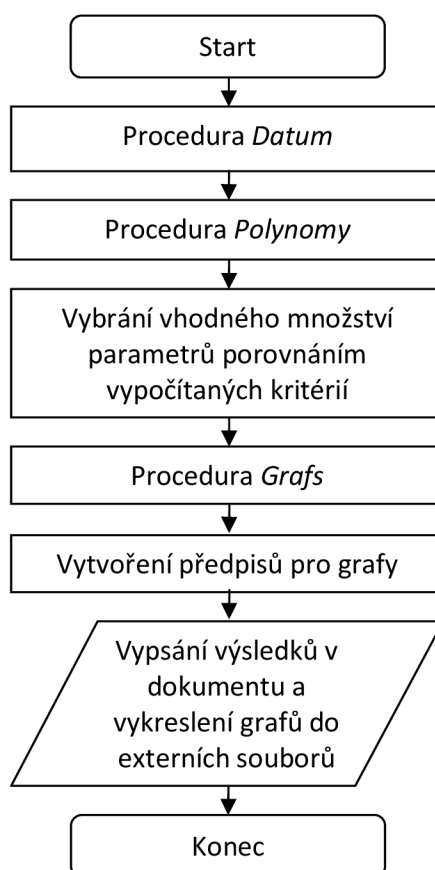 Start
Procedura Datum
Procedura Polynomy
Vybrání vhodného množství
parametrů porovnáním
vypočítaných kritérií
Procedura Grafs
Vytvoření předpisů pro grafy
Vypsání výsledků v
dokumentu a
vykreslení grafů do
externích souborů
Konec